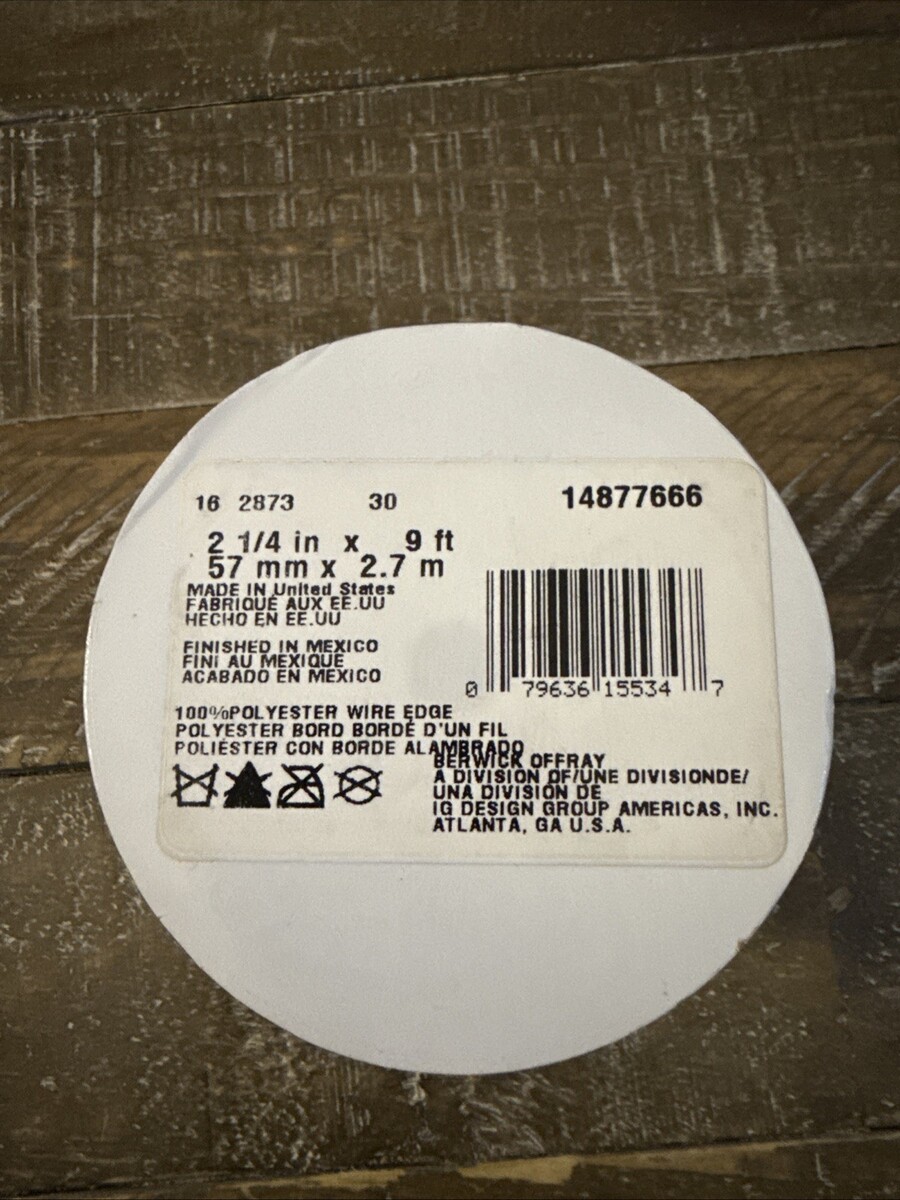 16 2873 30 14877666
2 1/4 in x 9 ft
57 mm x 2.7 m
MADE IN United States
FABRIQUÉ AUX EE.UU
HECHO EN EE.UU
FINISHED IN MEXICO
FINI AU MEXIQUE
ACABADO EN MEXICO
0 79636 15534 7
100%POLYESTER WIRE EDGE
POLYESTER BORD BORDÉ D'UN FIL
POLIÉSTER CON BORDE ALAMBRADO
BERWICK OFFRAY
A DIVISION OF/UNE DIVISIONDE/
UNA DIVISIÓN DE
IG DESIGN GROUP AMERICAS, INC.
ATLANTA, GA U.S.A.